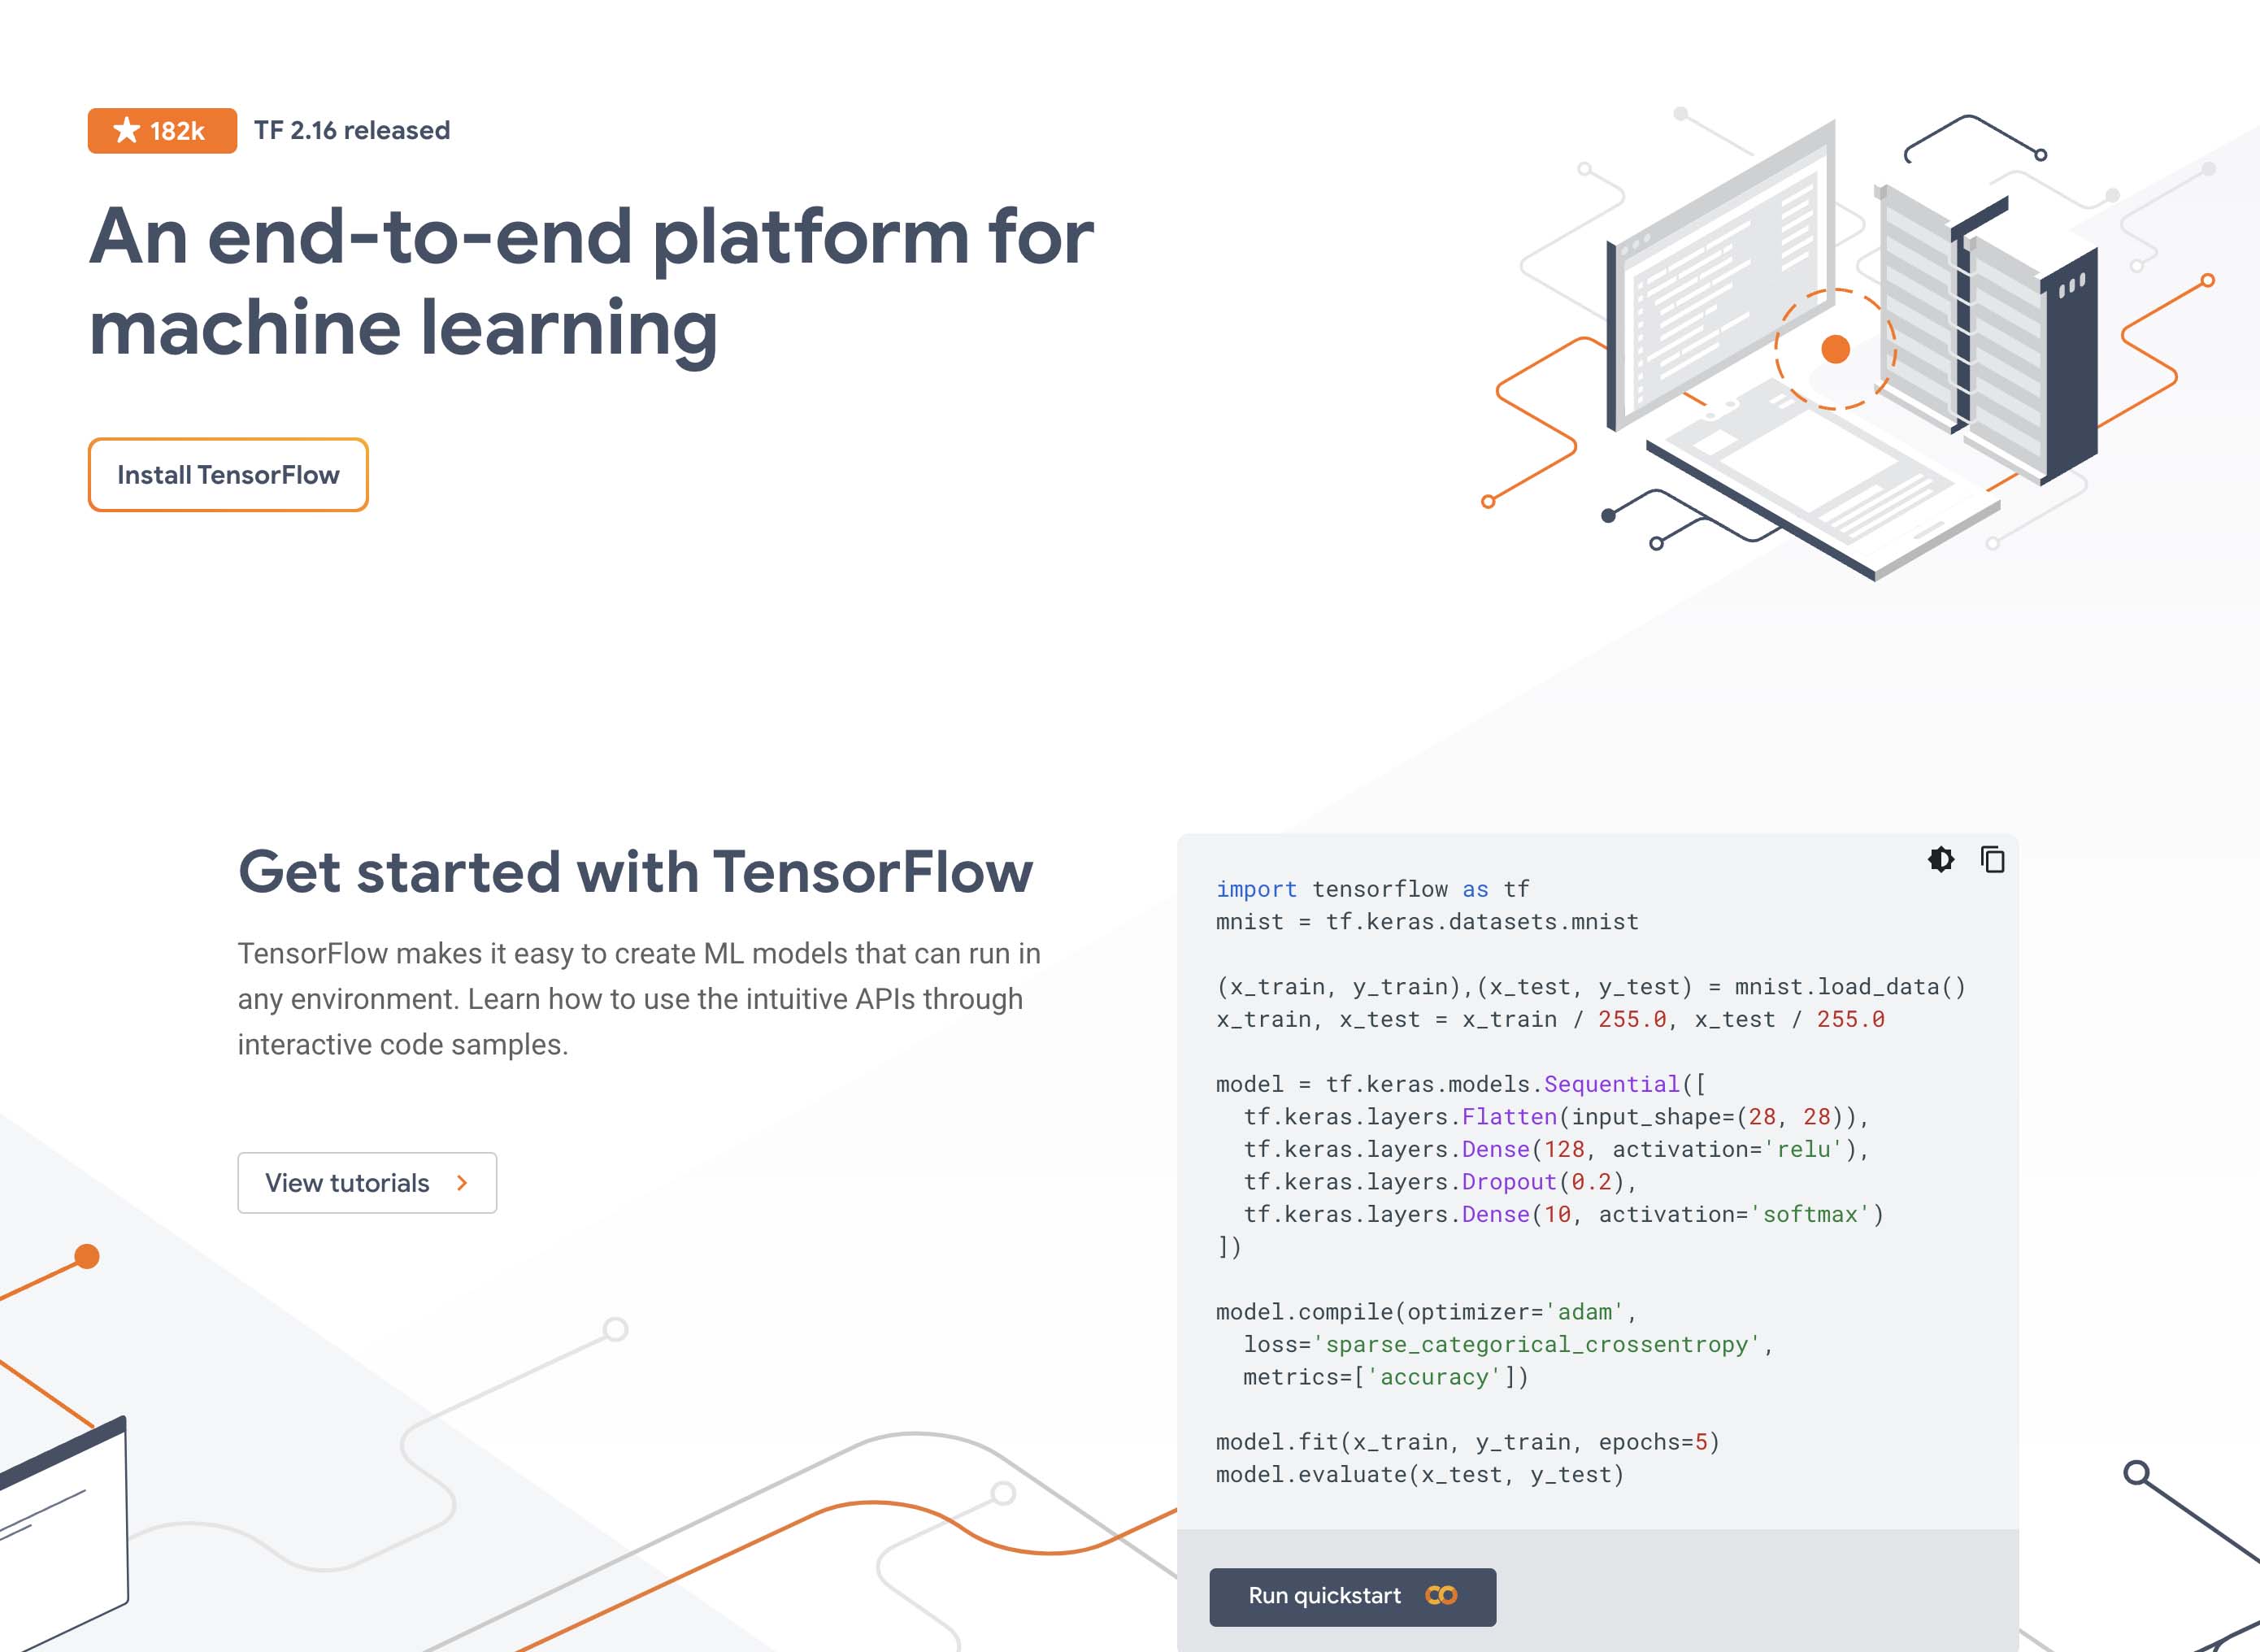 182k TF 2.16 released
An end-to-end platform for
machine learning
Install TensorFlow
Get started with TensorFlow
TensorFlow makes it easy to create ML models that can run in
any environment. Learn how to use the intuitive APIs through
interactive code samples.
View tutorials
import tensorflow as tf
mnist = tf.keras.datasets.mnist

(x_train, y_train),(x_test, y_test) = mnist.load_data()
x_train, x_test = x_train / 255.0, x_test / 255.0

model = tf.keras.models.Sequential([
  tf.keras.layers.Flatten(input_shape=(28, 28)),
  tf.keras.layers.Dense(128, activation='relu'),
  tf.keras.layers.Dropout(0.2),
  tf.keras.layers.Dense(10, activation='softmax')
])

model.compile(optimizer='adam',
  loss='sparse_categorical_crossentropy',
  metrics=['accuracy'])

model.fit(x_train, y_train, epochs=5)
model.evaluate(x_test, y_test)
Run quickstart